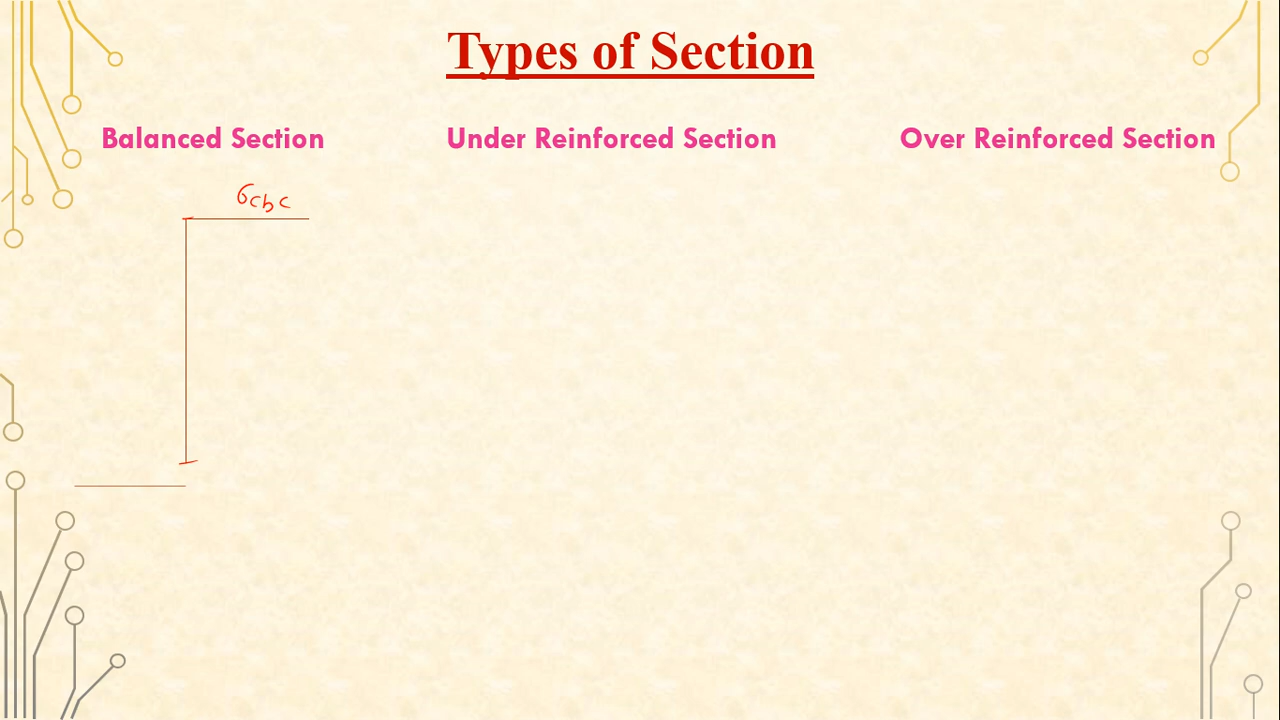 Types of Section
Balanced Section
Under Reinforced Section
Over Reinforced Section
σcbc